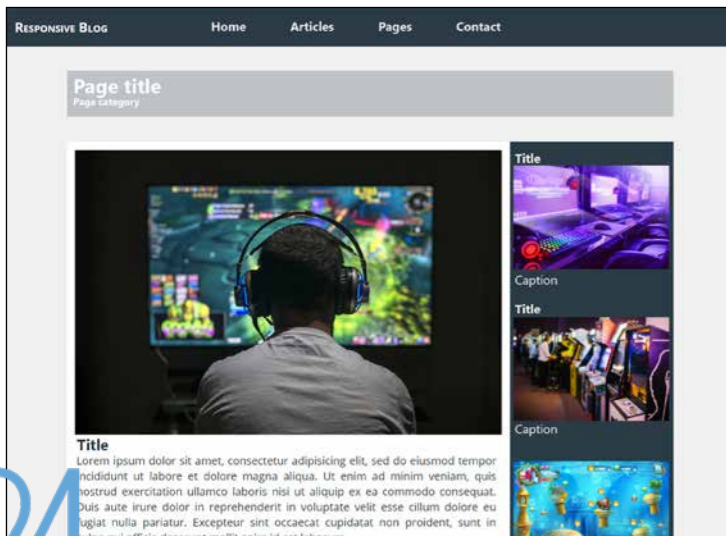 Responsive Blog
Home
Articles
Pages
Contact
Page title
Page category
Title
Caption
Title
Caption
Title
Lorem ipsum dolor sit amet, consectetur adipisicing elit, sed do eiusmod tempor
incididunt ut labore et dolore magna aliqua. Ut enim ad minim veniam, quis
nostrud exercitation ullamco laboris nisi ut aliquip ex ea commodo consequat.
Duis aute irure dolor in reprehenderit in voluptate velit esse cillum dolore eu
fugiat nulla pariatur. Excepteur sint occaecat cupidatat non proident, sunt in
24